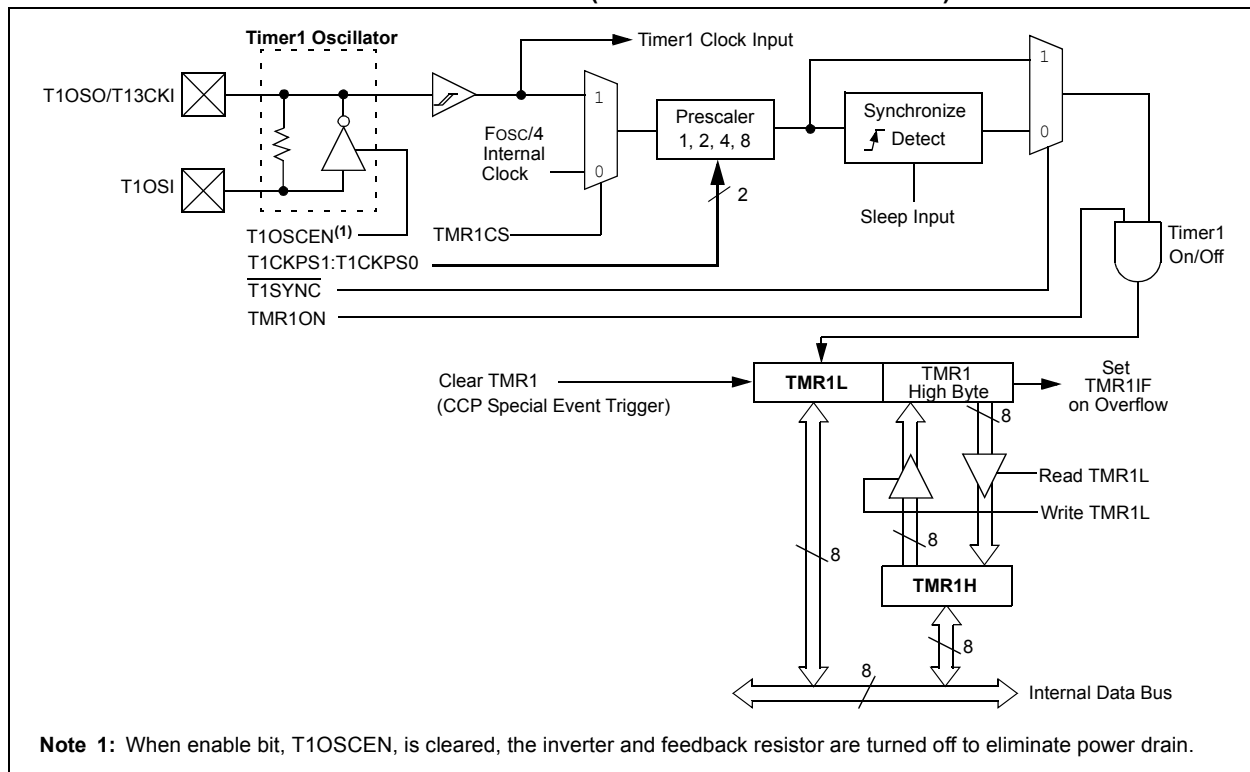 Timer1 Oscillator
Timer1 Clock Input
T1OSO/T13CKI
T1OSI
FOSC/4
Internal
Clock
1
0
Prescaler
1, 2, 4, 8
2
Synchronize
Detect
Sleep Input
1
0
T1OSCEN(1)
TMR1CS
T1CKPS1:T1CKPS0
T1SYNC
TMR1ON
Timer1
On/Off
Clear TMR1
(CCP Special Event Trigger)
TMR1L
TMR1
High Byte
Set
TMR1IF
on Overflow
8
Read TMR1L
Write TMR1L
8
8
TMR1H
8
8
Internal Data Bus
Note 1: When enable bit, T1OSCEN, is cleared, the inverter and feedback resistor are turned off to eliminate power drain.